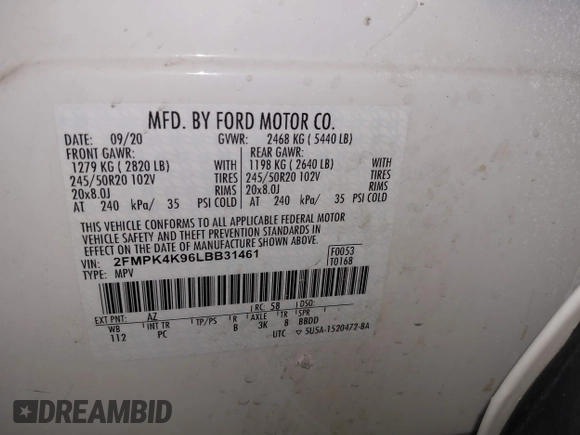 MFD. BY FORD MOTOR CO.
DATE: 09/20 GVWR: 2468 KG ( 5440 LB)
FRONT GAWR: REAR GAWR:
1279 KG ( 2820 LB) WITH 1198 KG ( 2640 LB) WITH
245/50R20 102V TIRES 245/50R20 102V TIRES
20x8.0J RIMS 20x8.0J RIMS
AT 240 kPa/ 35 PSI COLD AT 240 kPa/ 35 PSI COLD
THIS VEHICLE CONFORMS TO ALL APPLICABLE FEDERAL MOTOR
VEHICLE SAFETY AND THEFT PREVENTION STANDARDS IN
EFFECT ON THE DATE OF MANUFACTURE SHOWN ABOVE.
VIN: 2FMPK4K96LBB31461 F0053
TYPE: MPV T0168
EXT PNT: AZ RC: 58 DSO:
WB INT TR TP/PS R AXLE TR SPR
112 PC B 3K 8 BBDD
UTC ▽ 5U5A-1520472-BA
DREAMBID